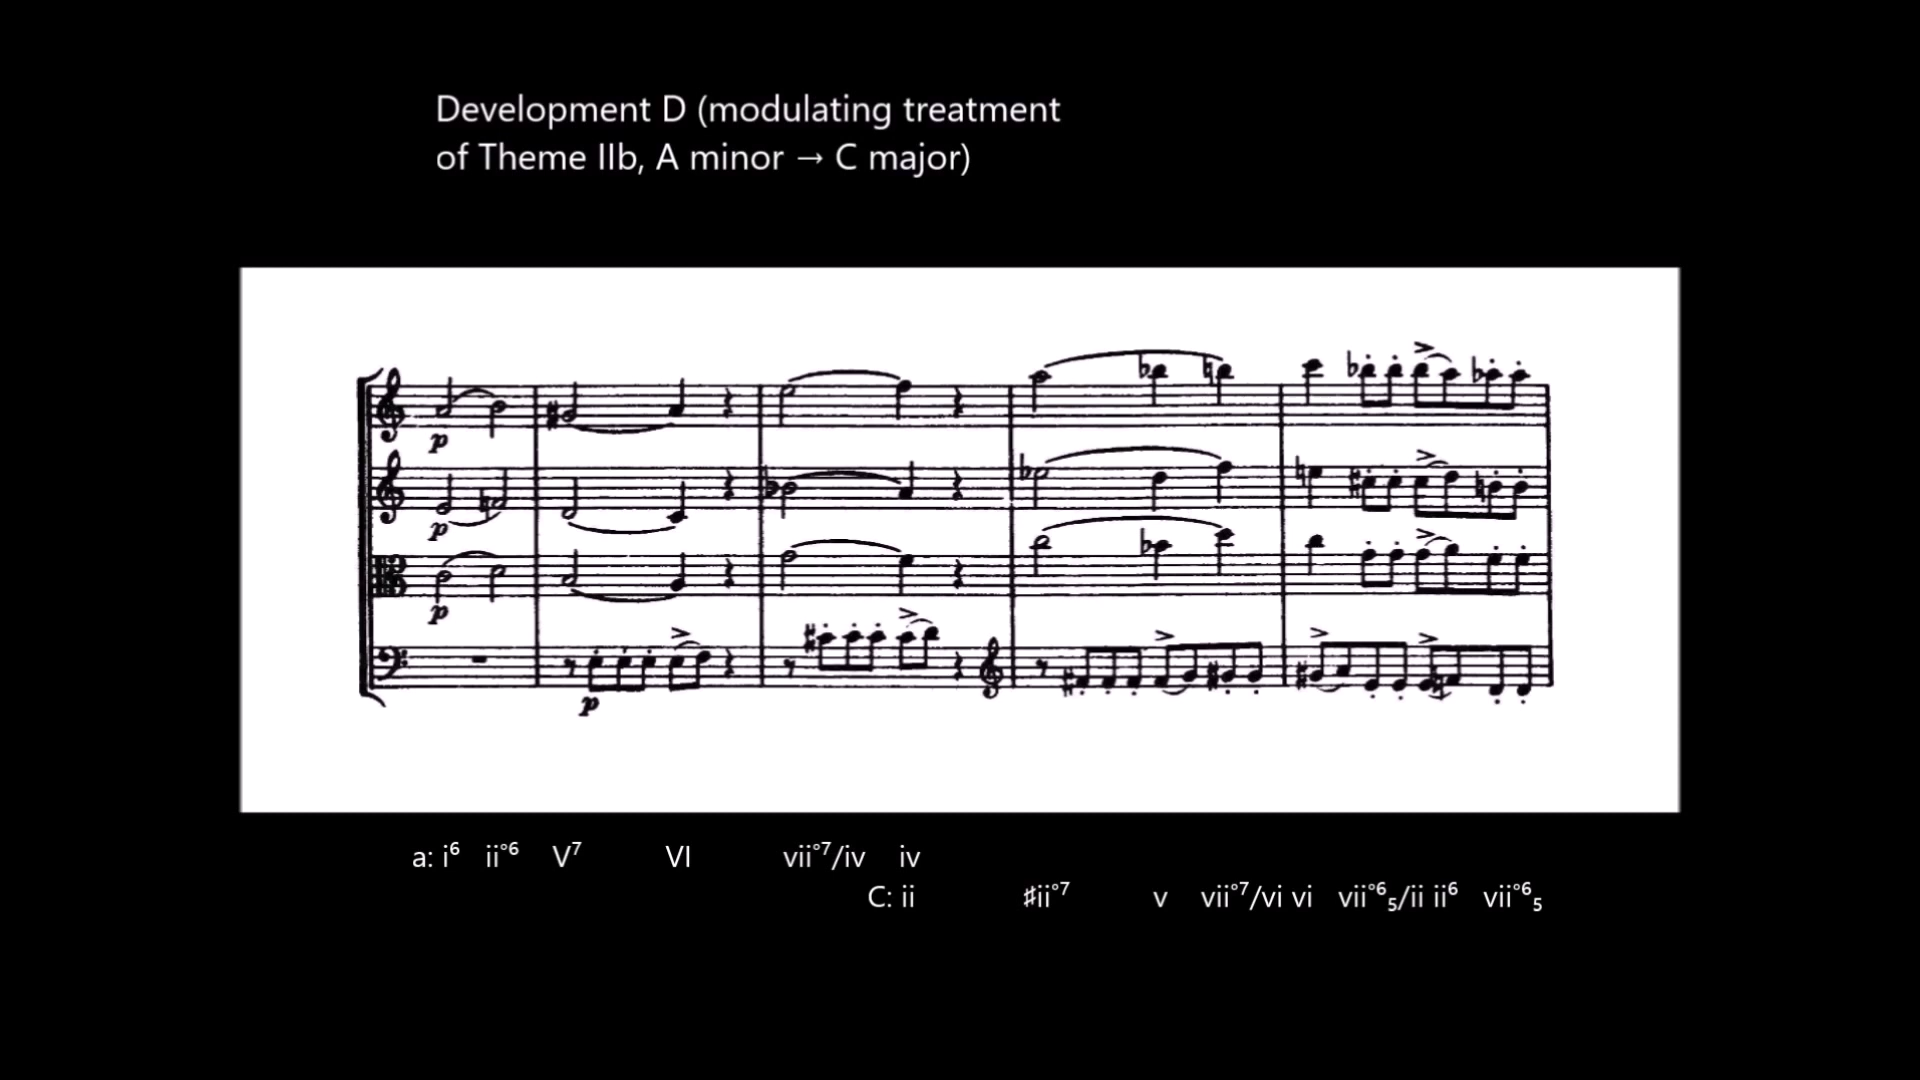 Development D (modulating treatment
of Theme IIb, A minor → C major)
p
p
p
p
a: i⁶ ii°⁶ V⁷ VI vii°⁷/iv iv
C: ii ♯ii°⁷ v vii°⁷/vi vi vii°⁶₅/ii ii⁶ vii°⁶₅